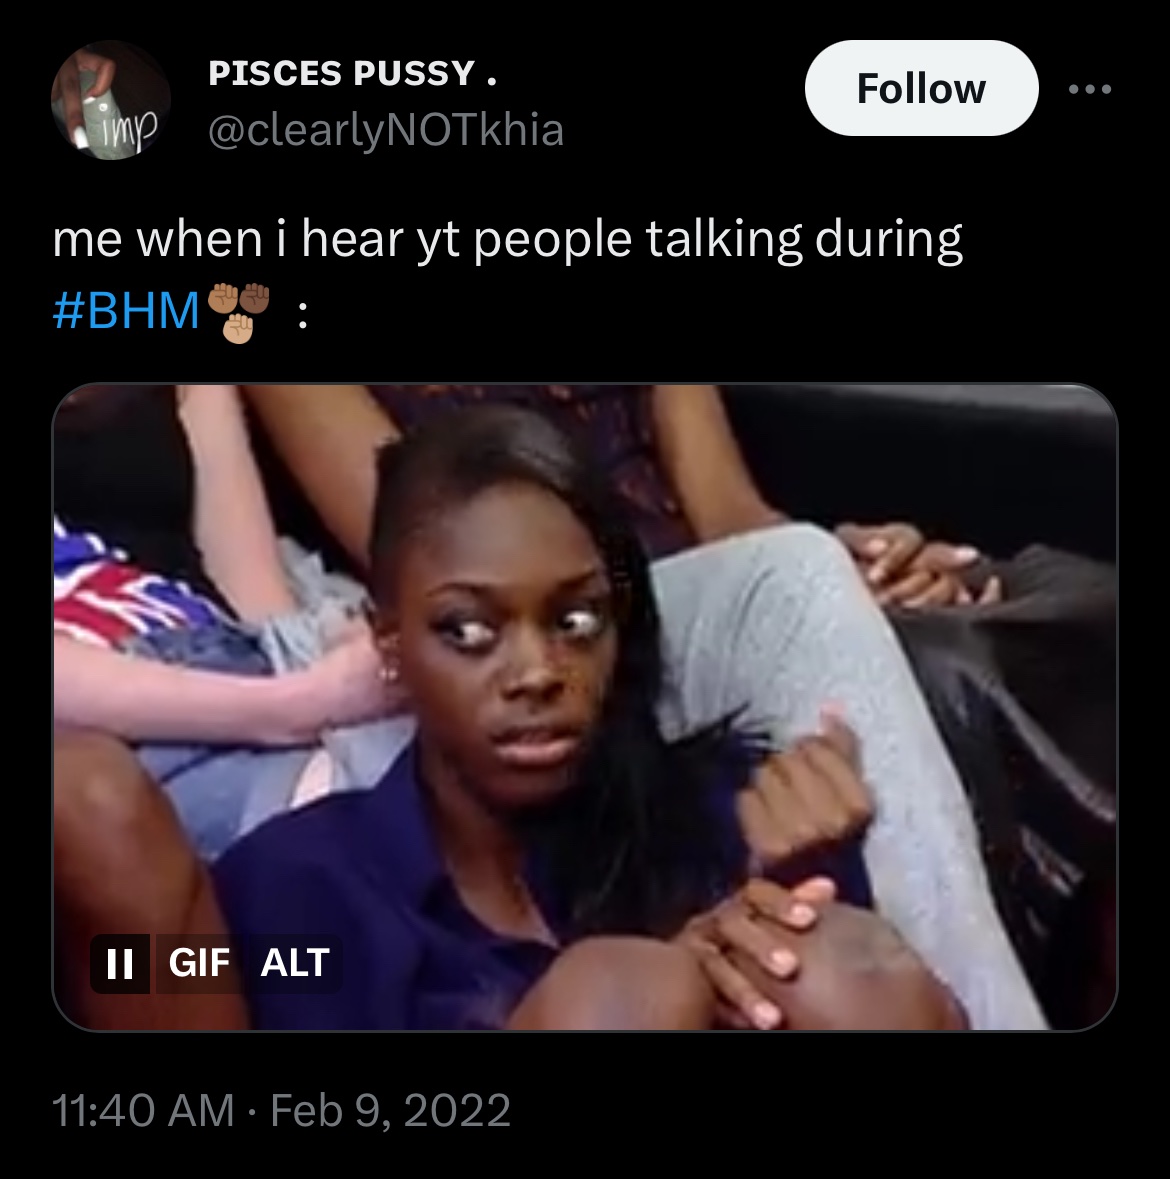 PISCES PUSSY .
@clearlyNOTkhia
Follow
imp
me when i hear yt people talking during
#BHM✊🏽✊🏿✊🏼 :
GIF ALT
11:40 AM · Feb 9, 2022